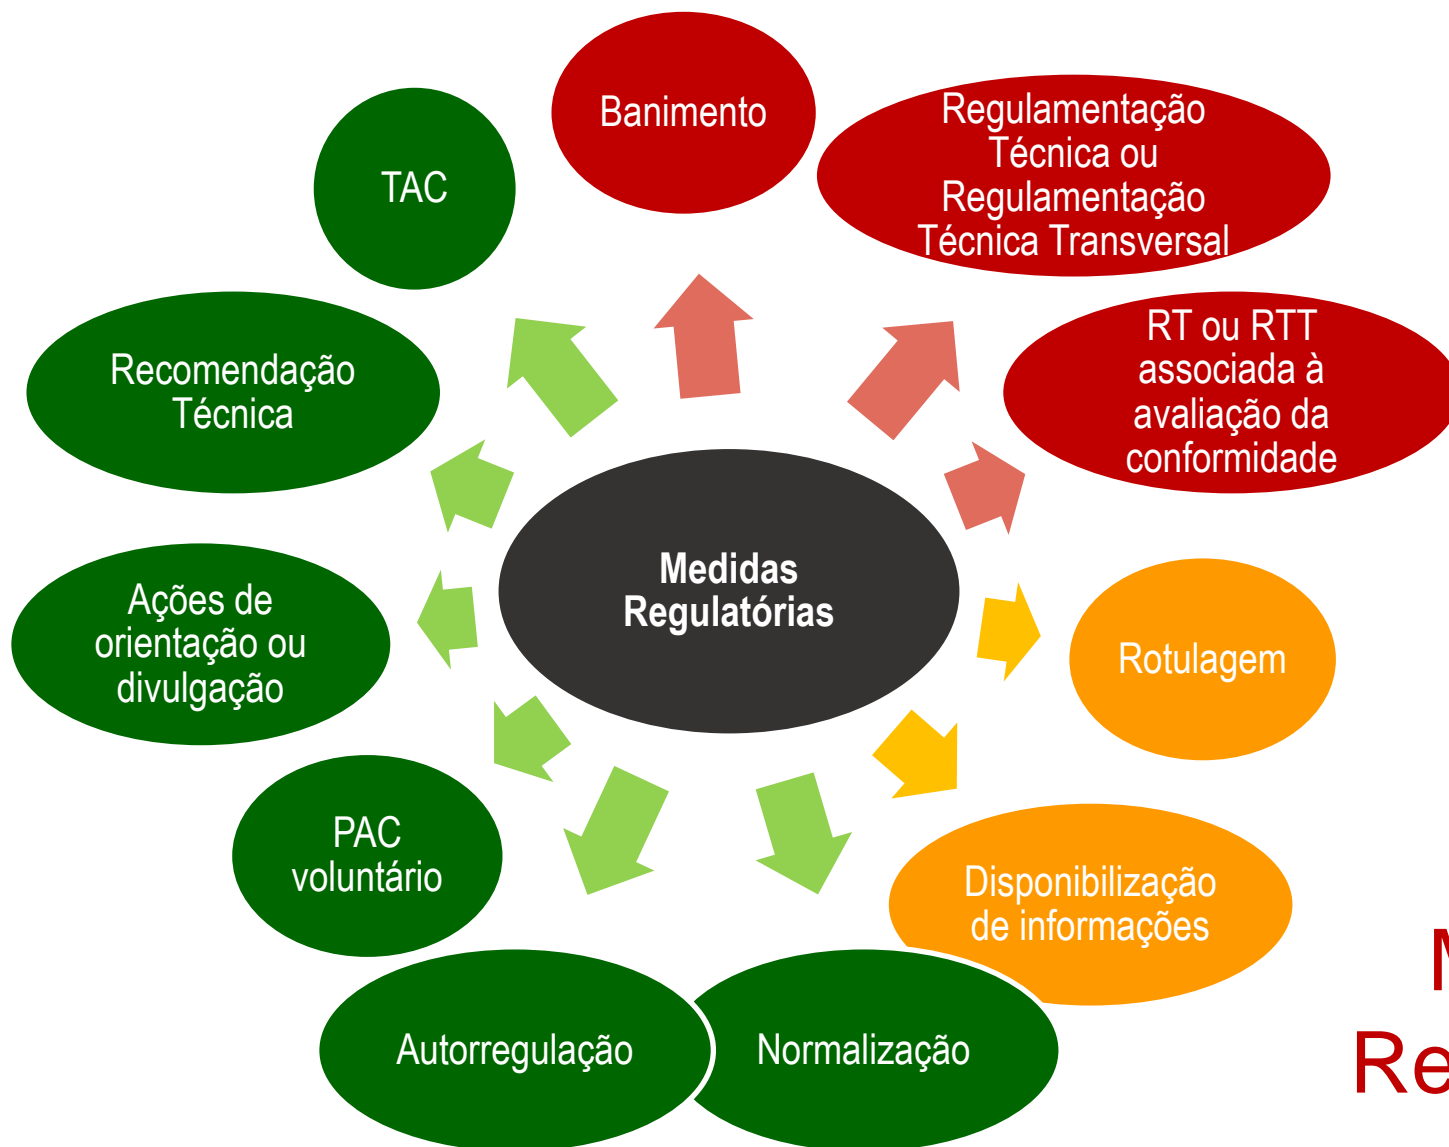 Banimento
Regulamentação
Técnica ou
Regulamentação
Técnica Transversal
TAC
RT ou RTT
associada à
avaliação da
conformidade
Recomendação
Técnica
Medidas
Regulatórias
Ações de
orientação ou
divulgação
Rotulagem
PAC
voluntário
Disponibilização
de informações
Autorregulação
Normalização
Re